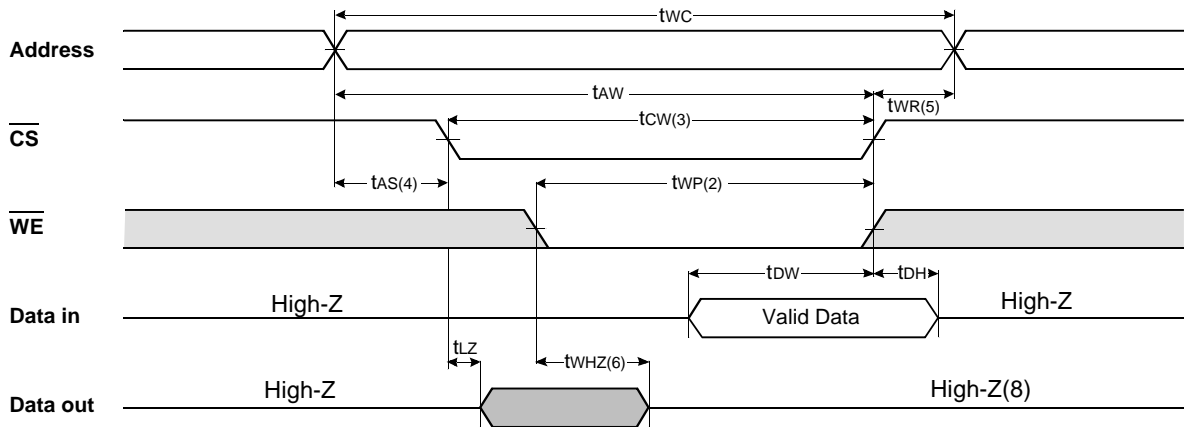 tWC
Address
tAW
tWR(5)
tCW(3)
CS
tAS(4)
tWP(2)
WE
tDW
tDH
High-Z
Valid Data
High-Z
Data in
tLZ
tWHZ(6)
High-Z
High-Z(8)
Data out